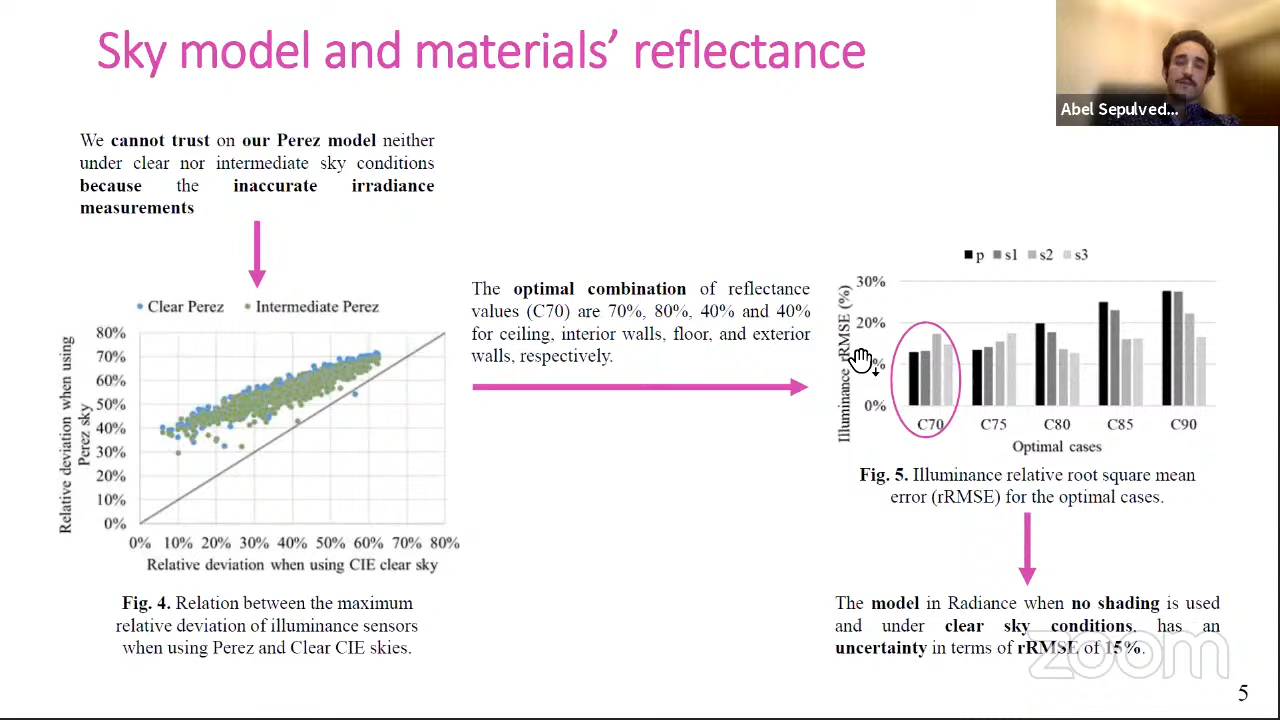 Sky model and materials’ reflectance
Abel Sepulved...
We cannot trust on our Perez model neither
under clear nor intermediate sky conditions
because the inaccurate irradiance
measurements
Clear Perez Intermediate Perez
Relative deviation when using
Perez sky
80%
70%
60%
50%
40%
30%
20%
10%
0%
0% 10% 20% 30% 40% 50% 60% 70% 80%
Relative deviation when using CIE clear sky
Fig. 4. Relation between the maximum
relative deviation of illuminance sensors
when using Perez and Clear CIE skies.
The optimal combination of reflectance
values (C70) are 70%, 80%, 40% and 40%
for ceiling, interior walls, floor, and exterior
walls, respectively.
p s1 s2 s3
Illuminance rRMSE (%)
30%
20%
0%
C70 C75 C80 C85 C90
Optimal cases
Fig. 5. Illuminance relative root square mean
error (rRMSE) for the optimal cases.
The model in Radiance when no shading is used
and under clear sky conditions, has an
uncertainty in terms of rRMSE of 15%.
zoom
5